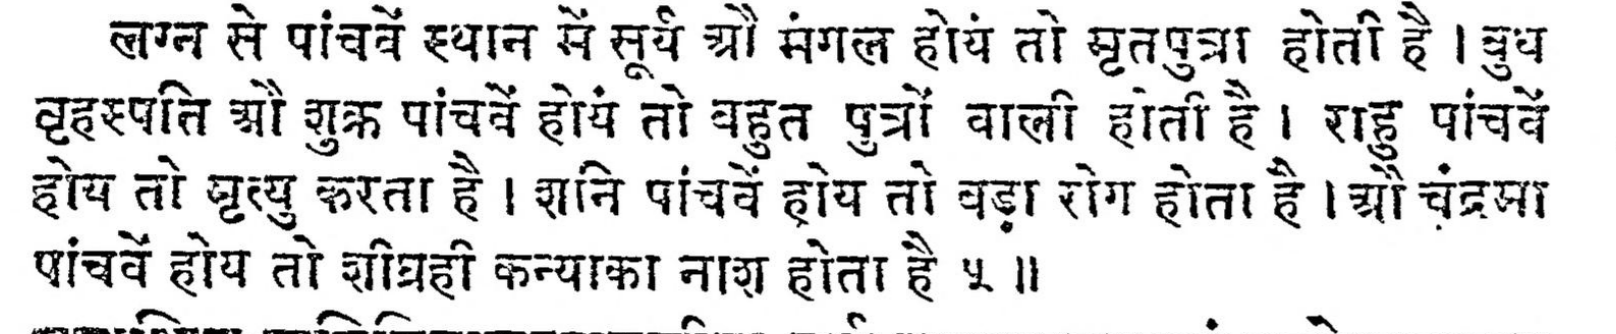 लग्न से पांचवें स्थान में सूर्य औ मंगल होयं तो मृतपुत्रा होती है । बुध
वृहस्पति औ शुक्र पांचवें होयं तो बहुत पुत्रों वाली होती है । राहु पांचवें
होय तो मृत्यु करता है । शनि पांचवें होय तो बड़ा रोग होता है । औ चंद्रमा
पांचवें होय तो शीघ्रही कन्याका नाश होता है ५ ॥